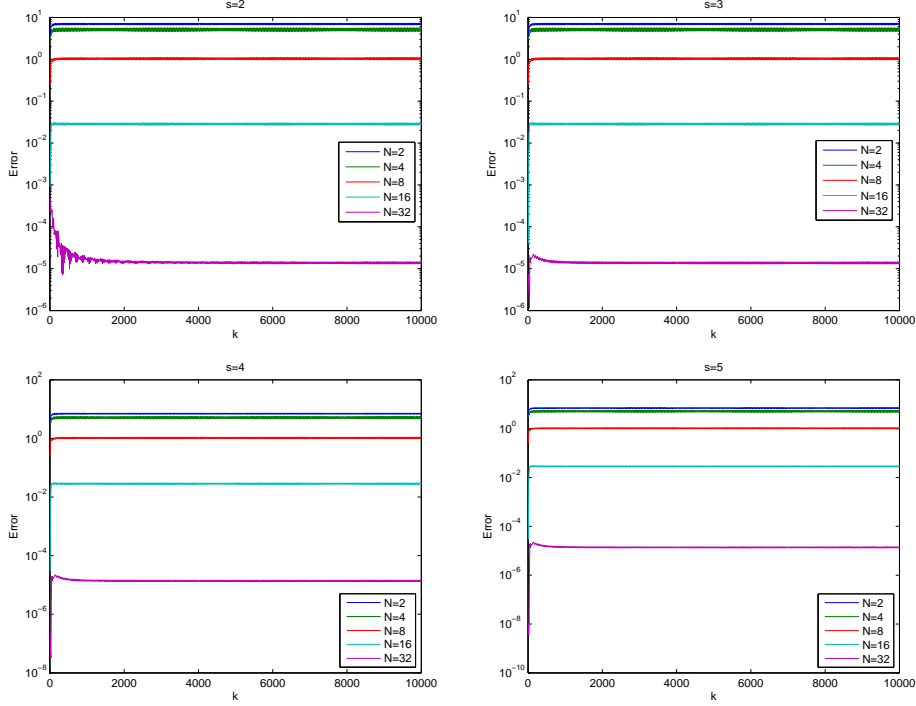 s=2
10^1
10^0
10^-1
10^-2
10^-3
10^-4
10^-5
10^-6
Error
0 2000 4000 6000 8000 10000
k
N=2
N=4
N=8
N=16
N=32
s=3
10^1
10^0
10^-1
10^-2
10^-3
10^-4
10^-5
10^-6
Error
0 2000 4000 6000 8000 10000
k
N=2
N=4
N=8
N=16
N=32
s=4
10^2
10^0
10^-2
10^-4
10^-6
10^-8
Error
0 2000 4000 6000 8000 10000
k
N=2
N=4
N=8
N=16
N=32
s=5
10^2
10^0
10^-2
10^-4
10^-6
10^-8
10^-10
Error
0 2000 4000 6000 8000 10000
k
N=2
N=4
N=8
N=16
N=32